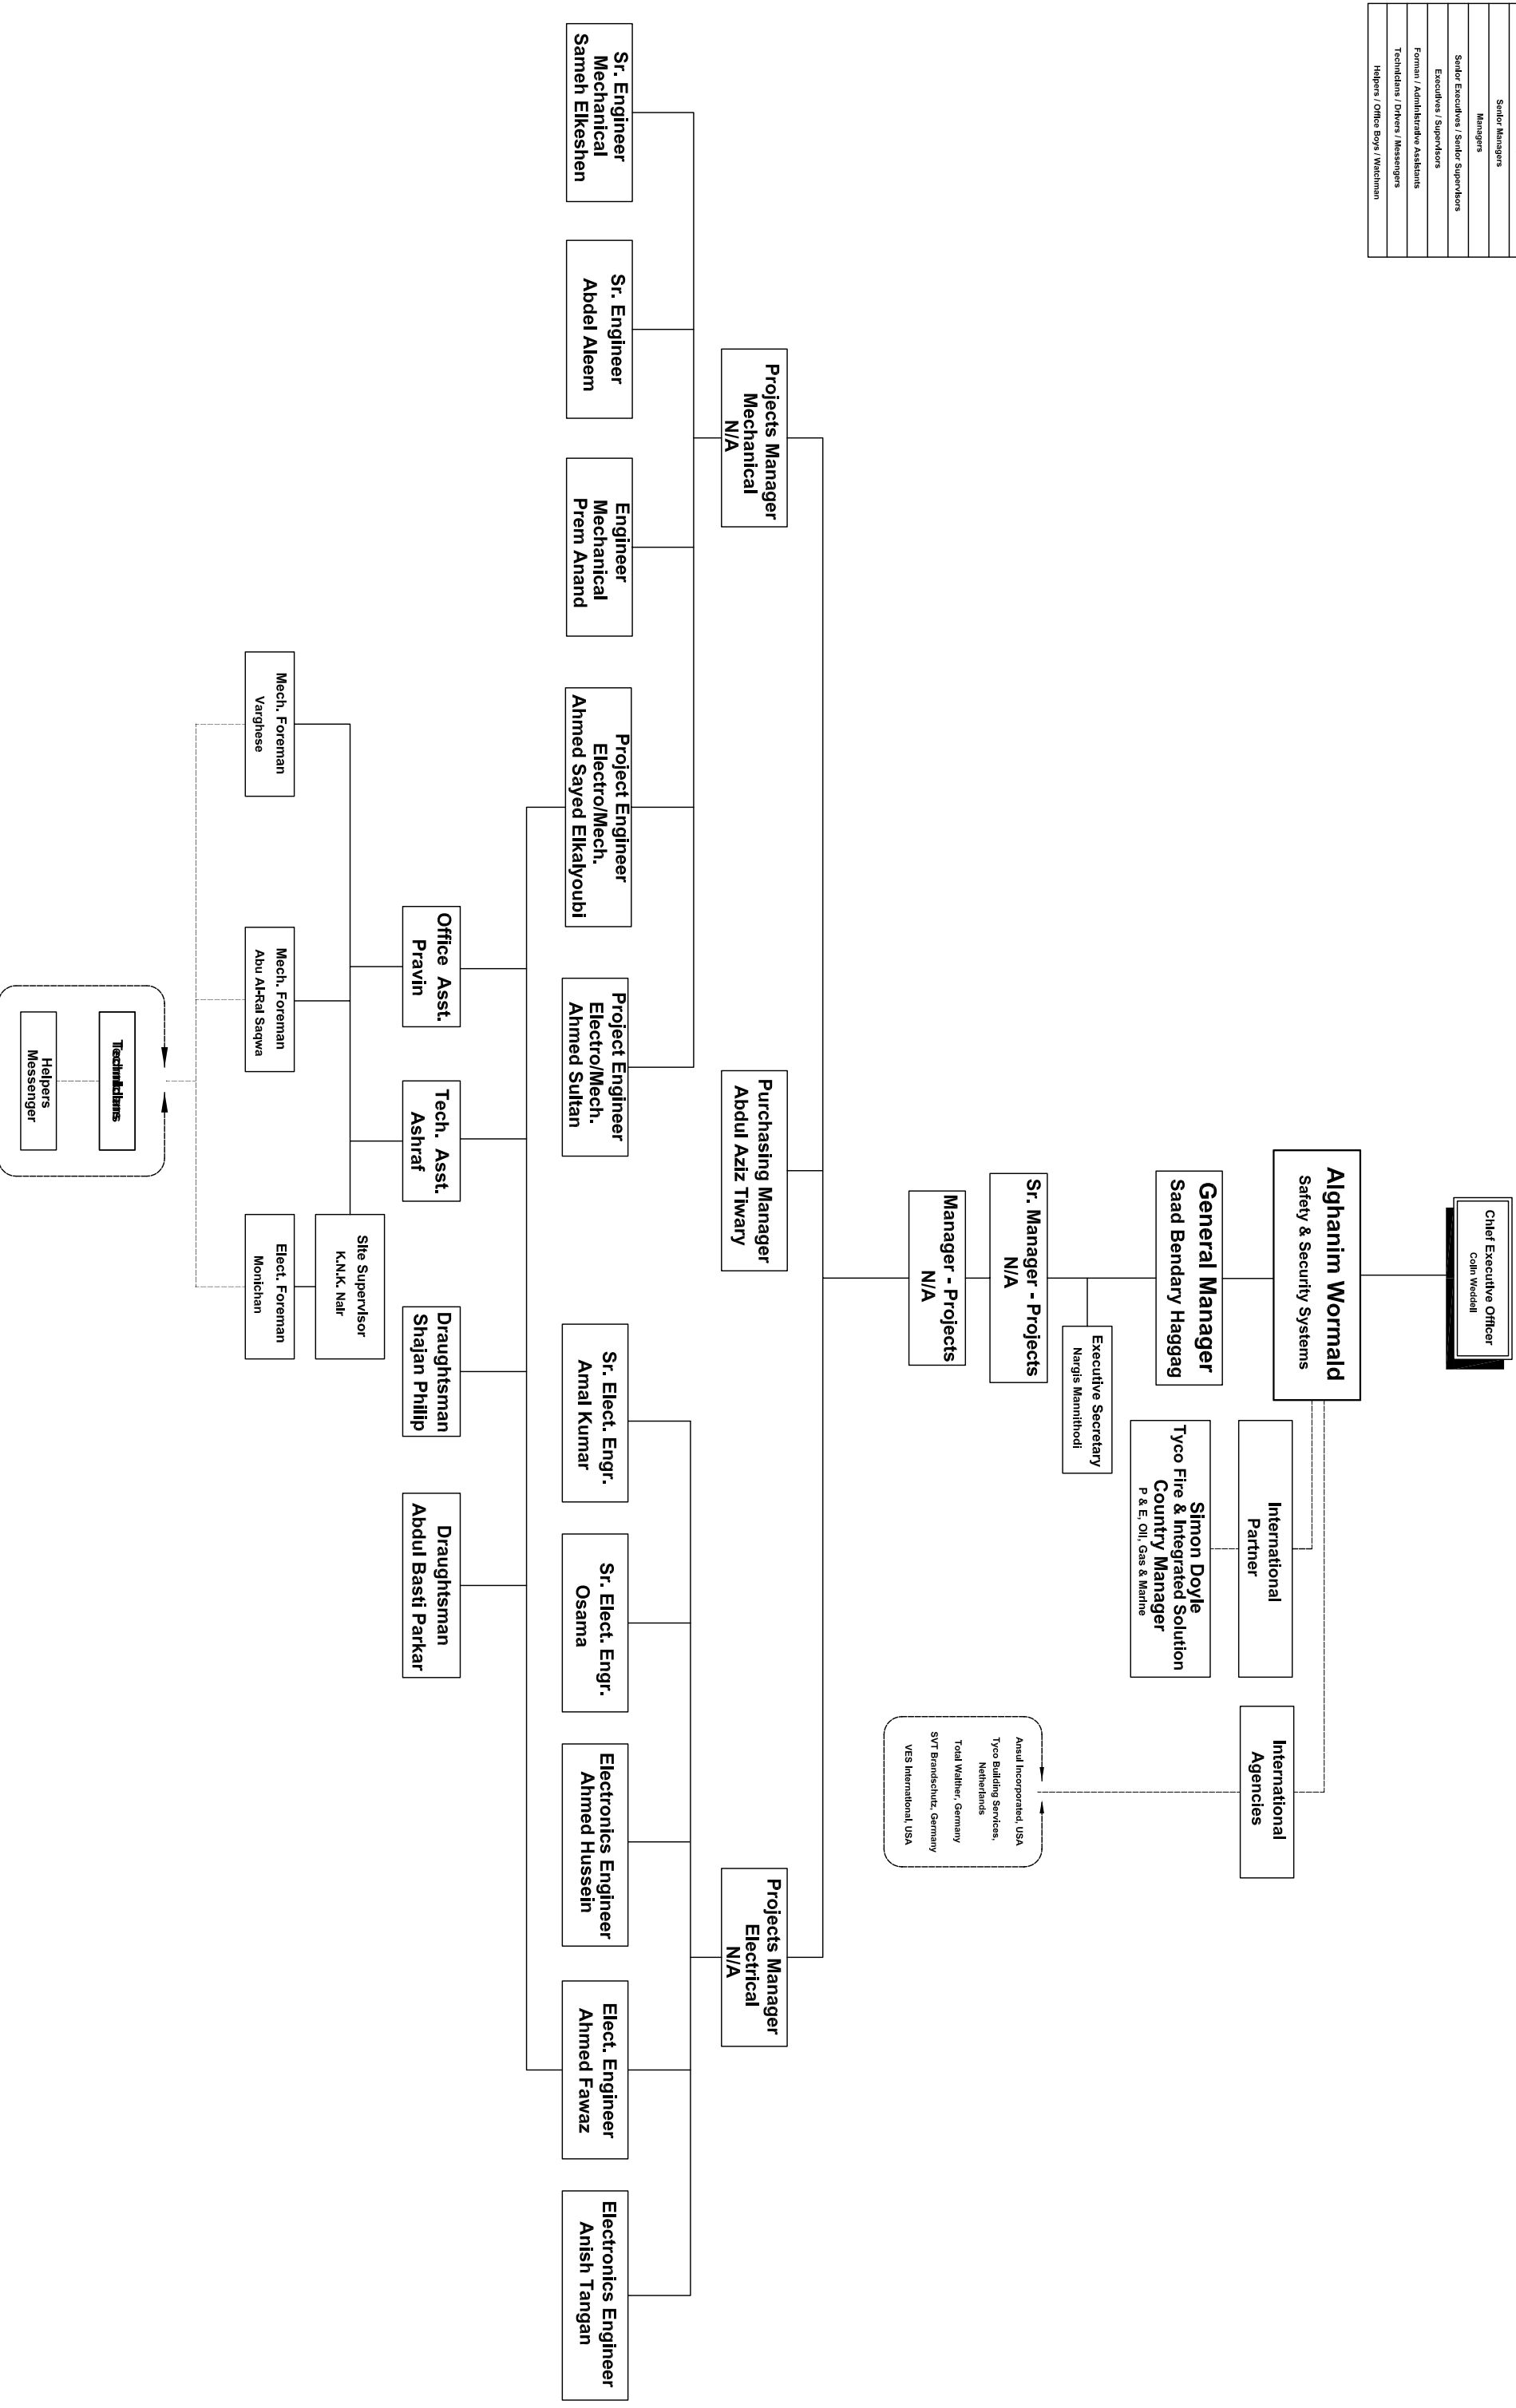 Senior Managers
Managers
Senior Executives / Senior Supervisors
Executives / Supervisors
Forman / Administrative Assistants
Technicians / Drivers / Messengers
Helpers / Office Boys / Watchman
Chief Executive Officer
Colin Weddell
Alghanim Wormald
Safety & Security Systems
International
Partner
International
Agencies
General Manager
Saad Bendary Haggag
Simon Doyle
Tyco Fire & Integrated Solution
Country Manager
P & E, Oil, Gas & Marine
Executive Secretary
Nargis Mannithodi
Sr. Manager - Projects
N/A
Ansul Incorporated, USA
Tyco Building Services,
Netherlands
Total Walther, Germany
SVT Brandschutz, Germany
VES International, USA
Manager - Projects
N/A
Projects Manager
Mechanical
N/A
Purchasing Manager
Abdul Aziz Tiwary
Projects Manager
Electrical
N/A
Sr. Engineer
Mechanical
Sameh Elkeshen
Sr. Engineer
Abdel Aleem
Engineer
Mechanical
Prem Anand
Project Engineer
Electro/Mech.
Ahmed Sayed Elkalyoubi
Project Engineer
Electro/Mech.
Ahmed Sultan
Sr. Elect. Engr.
Amal Kumar
Sr. Elect. Engr.
Osama
Electronics Engineer
Ahmed Hussein
Elect. Engineer
Ahmed Fawaz
Electronics Engineer
Anish Tangan
Office Asst.
Pravin
Tech. Asst.
Ashraf
Draughtsman
Shajan Philip
Draughtsman
Abdul Basti Parkar
Site Supervisor
K.N.K. Nair
Mech. Foreman
Varghese
Mech. Foreman
Abu Al-Ral Saqwa
Elect. Foreman
Monichan
Technicians
Helpers
Messenger